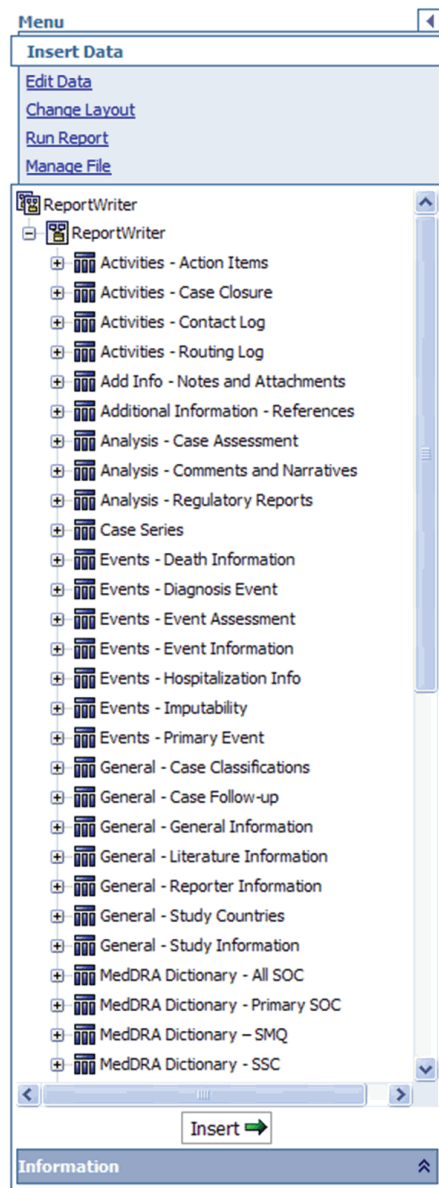 Menu
Insert Data
Edit Data
Change Layout
Run Report
Manage File
ReportWriter
ReportWriter
Activities - Action Items
Activities - Case Closure
Activities - Contact Log
Activities - Routing Log
Add Info - Notes and Attachments
Additional Information - References
Analysis - Case Assessment
Analysis - Comments and Narratives
Analysis - Regulatory Reports
Case Series
Events - Death Information
Events - Diagnosis Event
Events - Event Assessment
Events - Event Information
Events - Hospitalization Info
Events - Imputability
Events - Primary Event
General - Case Classifications
General - Case Follow-up
General - General Information
General - Literature Information
General - Reporter Information
General - Study Countries
General - Study Information
MedDRA Dictionary - All SOC
MedDRA Dictionary - Primary SOC
MedDRA Dictionary – SMQ
MedDRA Dictionary - SSC
Insert
Information